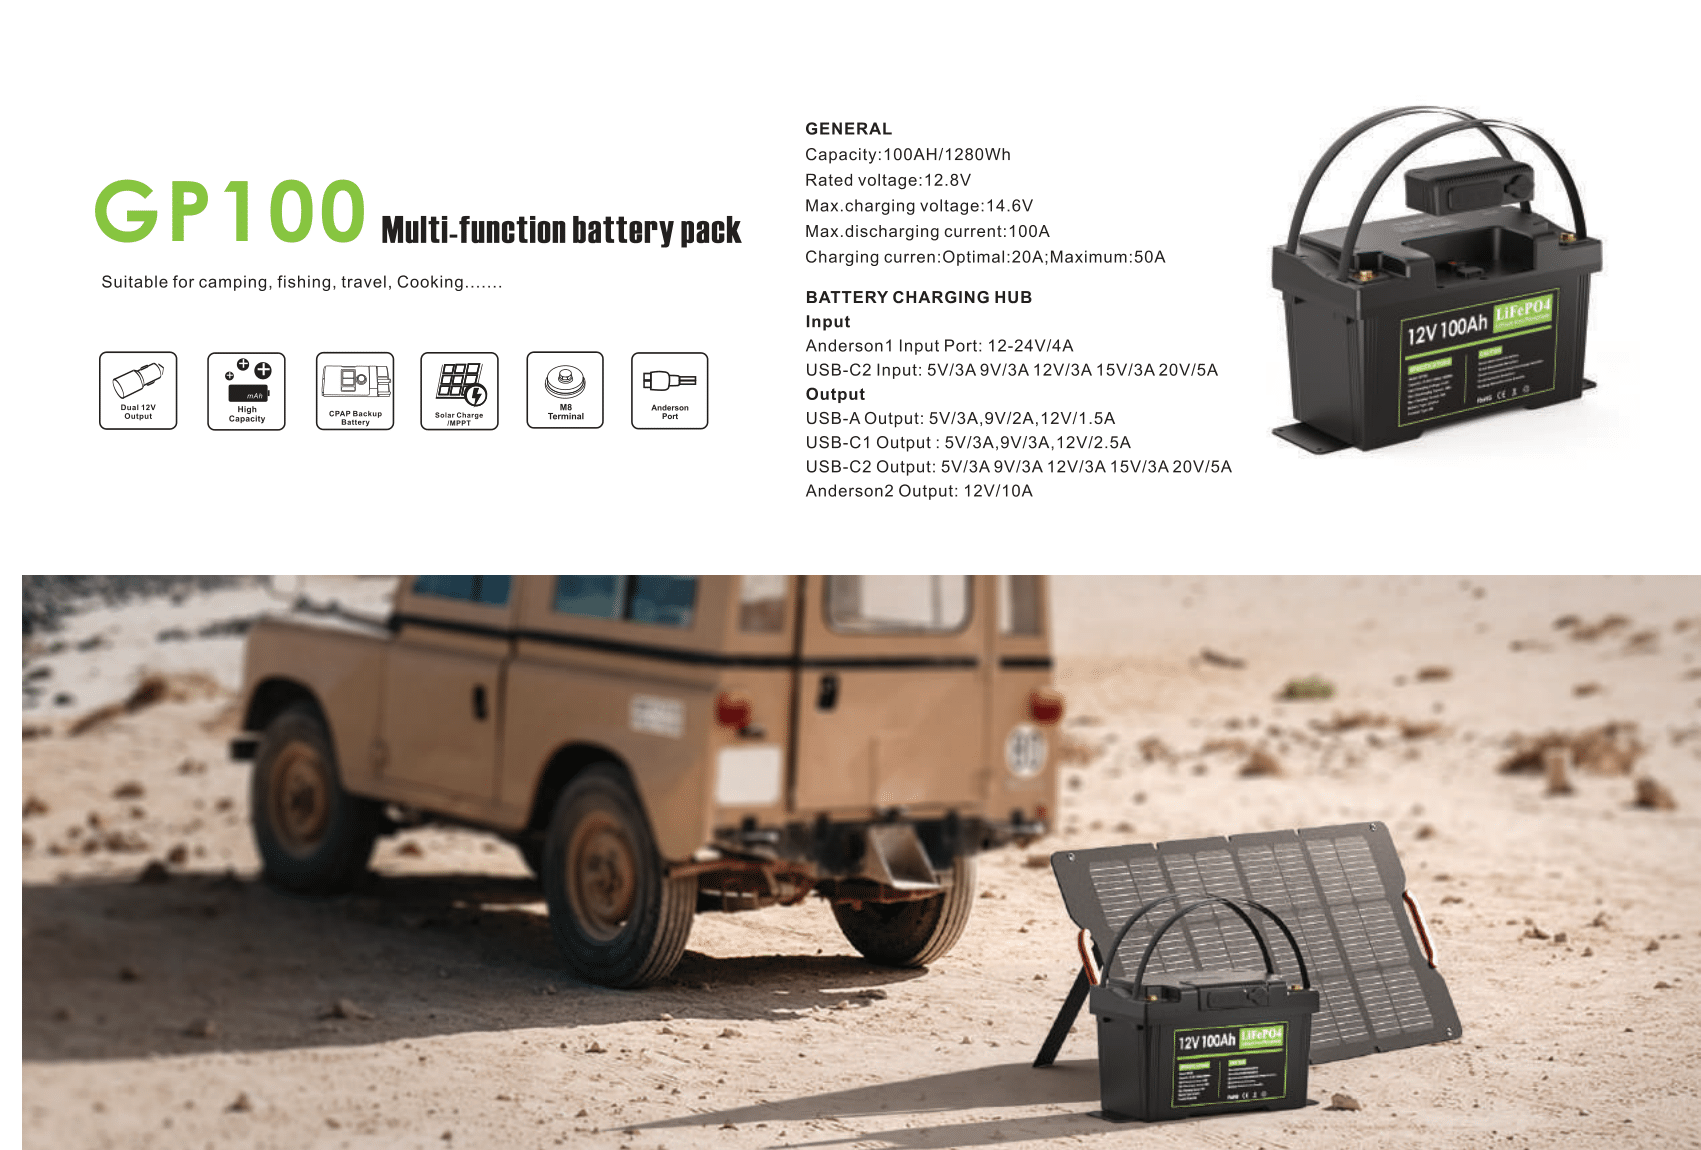 GP100 Multi-function battery pack
Suitable for camping, fishing, travel, Cooking.......
Dual 12V
Output
mAh
High
Capacity
CPAP Backup
Battery
Solar Charge
/MPPT
M8
Terminal
Anderson
Port
GENERAL
Capacity:100AH/1280Wh
Rated voltage:12.8V
Max.charging voltage:14.6V
Max.discharging current:100A
Charging curren:Optimal:20A;Maximum:50A
BATTERY CHARGING HUB
Input
Anderson1 Input Port: 12-24V/4A
USB-C2 Input: 5V/3A 9V/3A 12V/3A 15V/3A 20V/5A
Output
USB-A Output: 5V/3A,9V/2A,12V/1.5A
USB-C1 Output : 5V/3A,9V/3A,12V/2.5A
USB-C2 Output: 5V/3A 9V/3A 12V/3A 15V/3A 20V/5A
Anderson2 Output: 12V/10A
12V 100Ah LiFePO4
RoHS CE
12V 100Ah LiFePO4
RoHS CE